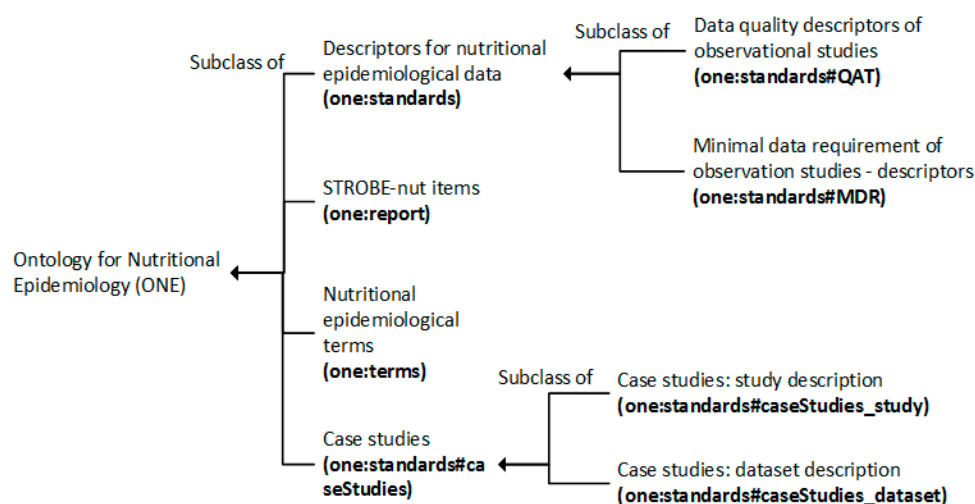 Ontology for Nutritional
Epidemiology (ONE)
Subclass of
Descriptors for nutritional
epidemiological data
(one:standards)
Subclass of
Data quality descriptors of
observational studies
(one:standards#QAT)
Minimal data requirement of
observation studies - descriptors
(one:standards#MDR)
STROBE-nut items
(one:report)
Nutritional
epidemiological
terms
(one:terms)
Case studies
(one:standards#ca
seStudies)
Subclass of
Case studies: study description
(one:standards#caseStudies_study)
Case studies: dataset description
(one:standards#caseStudies_dataset)